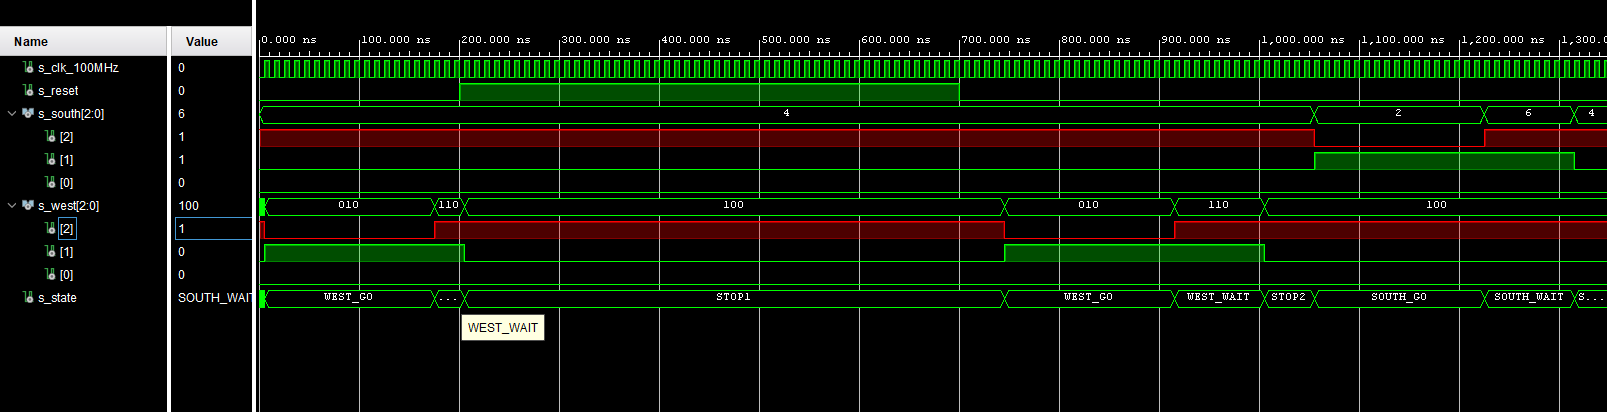 Name Value 0.000 ns 100.000 ns 200.000 ns 300.000 ns 400.000 ns 500.000 ns 600.000 ns 700.000 ns 800.000 ns 900.000 ns 1,000.000 ns 1,100.000 ns 1,200.000 ns 1,300.
s_clk_100MHz 0
s_reset 0
s_south[2:0] 6 4 2 6 4
[2] 1
[1] 1
[0] 0
s_west[2:0] 100 010 110 100 010 110 100
[2] 1
[1] 0
[0] 0
s_state SOUTH_WAI WEST_GO ... STOP1 WEST_GO WEST_WAIT STOP2 SOUTH_GO SOUTH_WAIT S...
WEST_WAIT